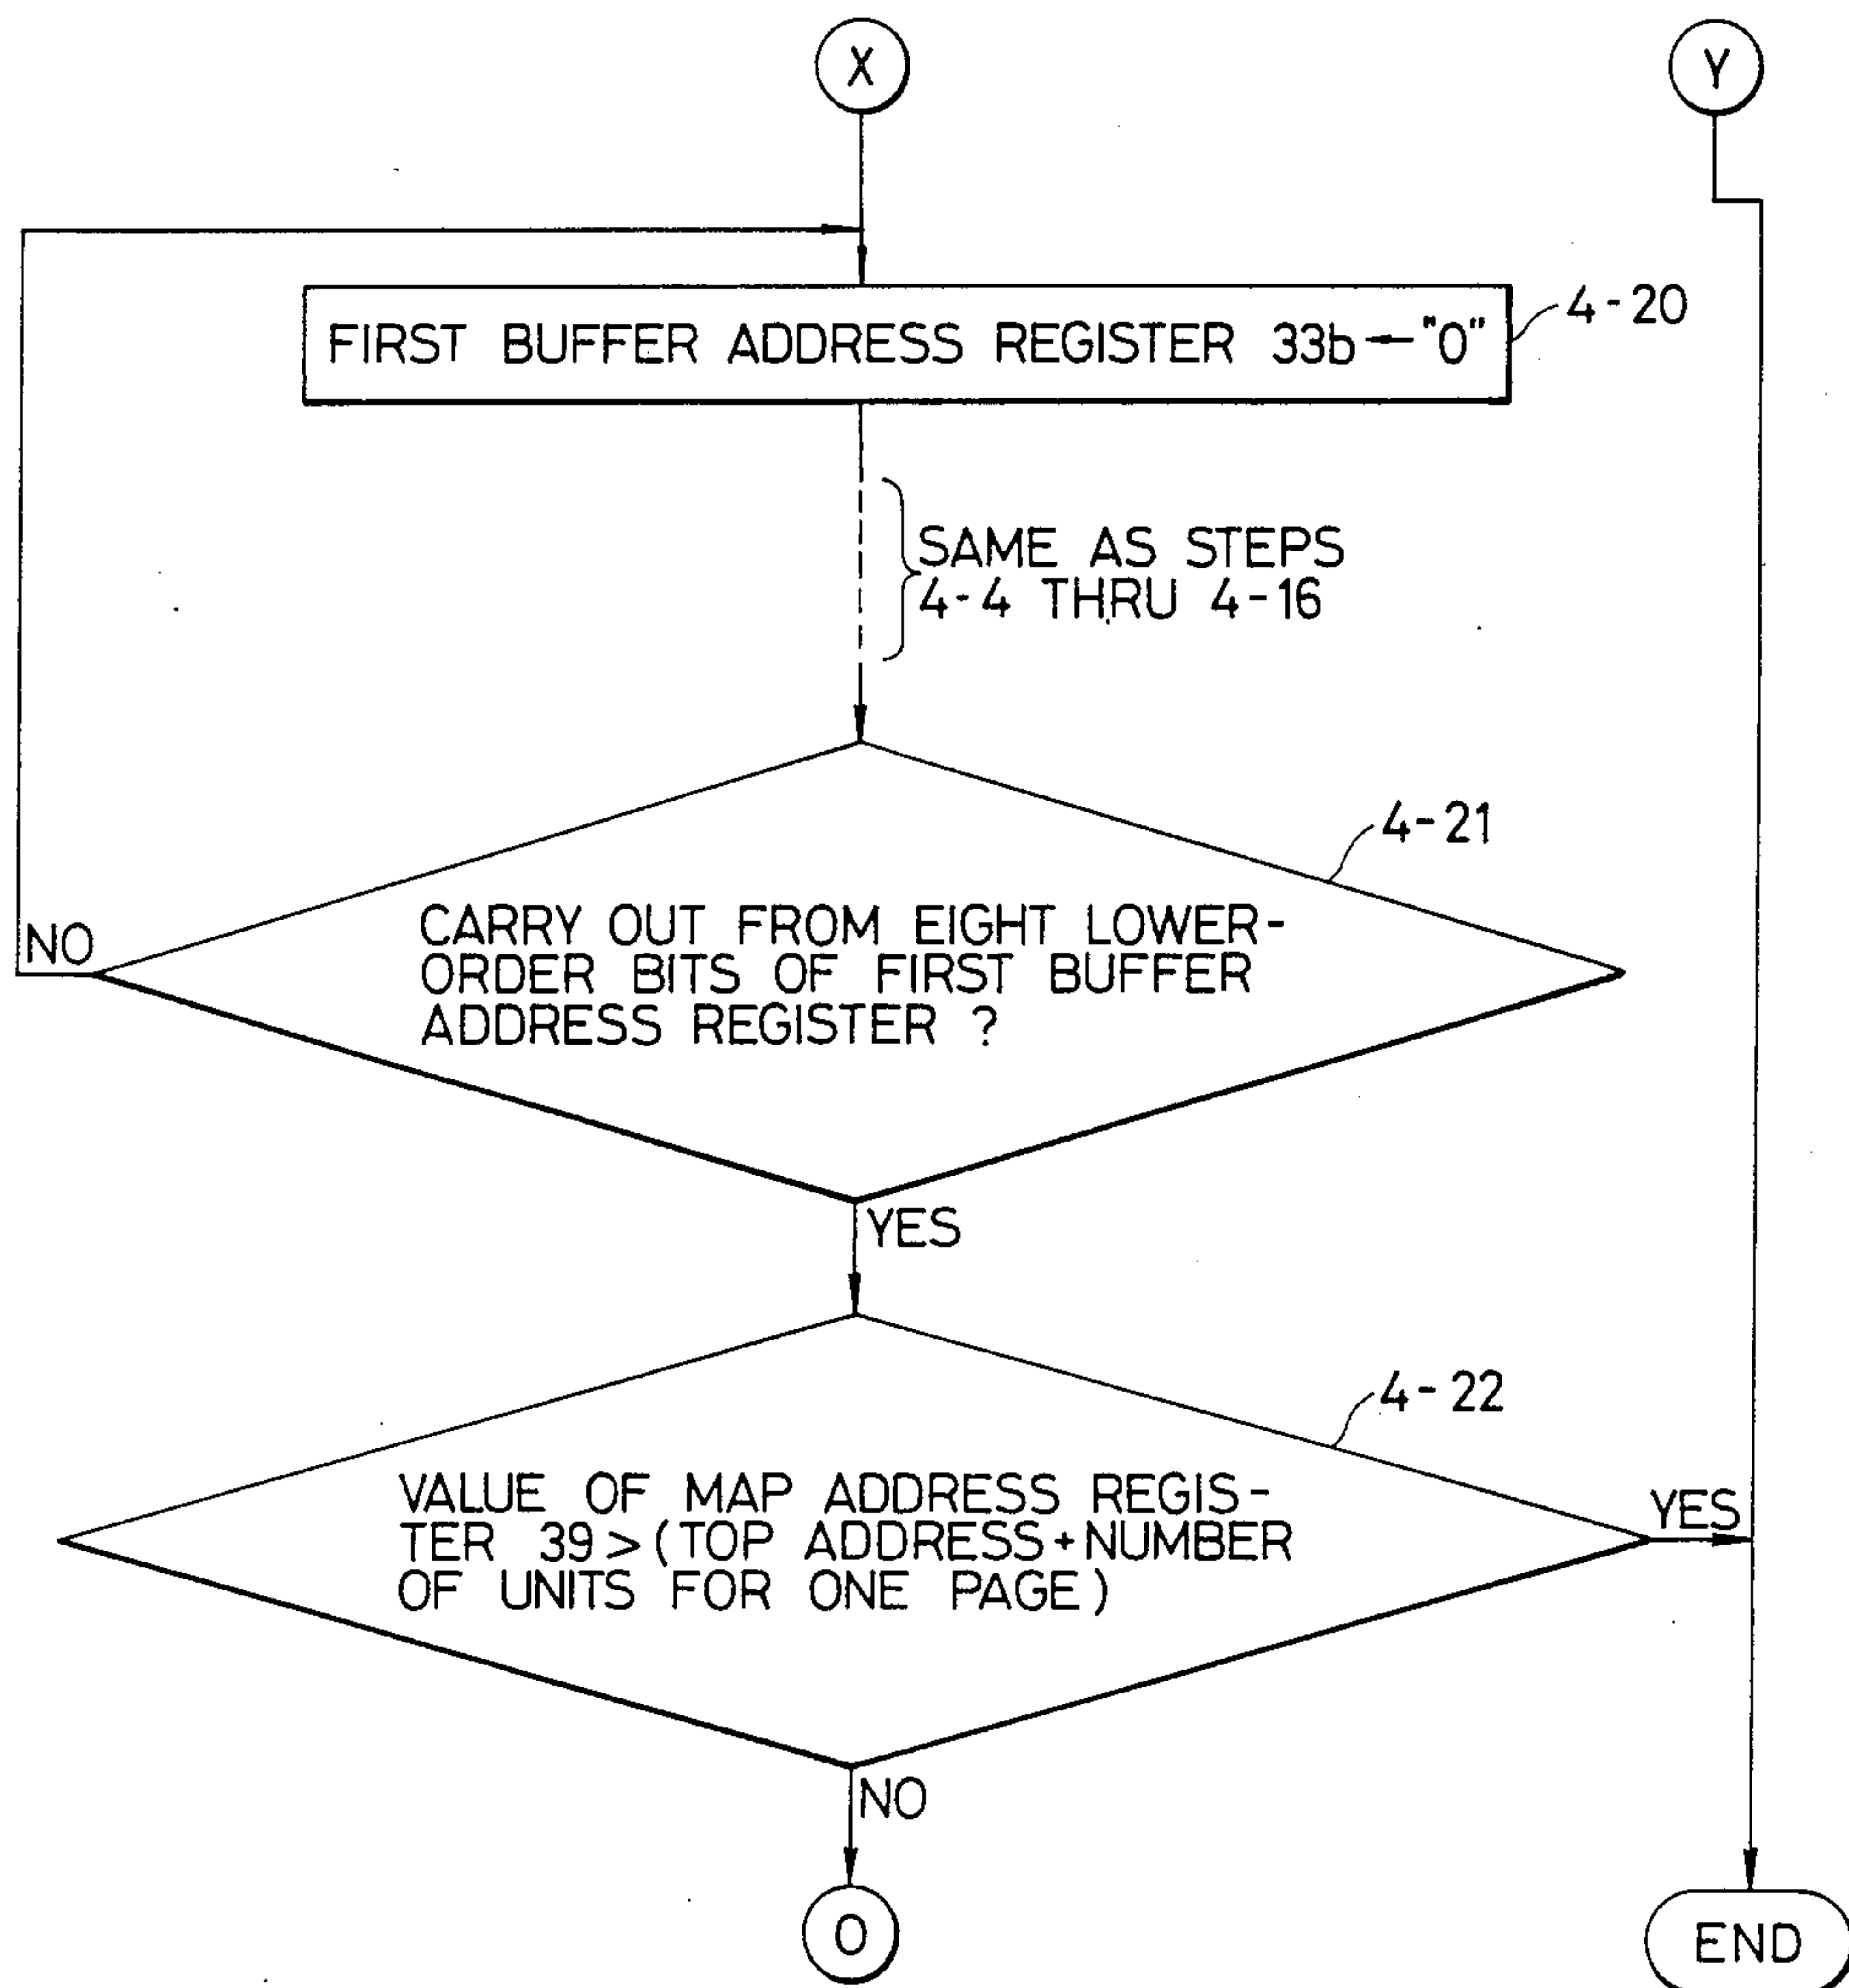 X
Y
FIRST BUFFER ADDRESS REGISTER 33b ← "0"
4-20
SAME AS STEPS
4-4 THRU 4-16
4-21
CARRY OUT FROM EIGHT LOWER-
ORDER BITS OF FIRST BUFFER
ADDRESS REGISTER ?
NO
YES
4-22
VALUE OF MAP ADDRESS REGIS-
TER 39 > (TOP ADDRESS+NUMBER
OF UNITS FOR ONE PAGE)
YES
NO
O
END